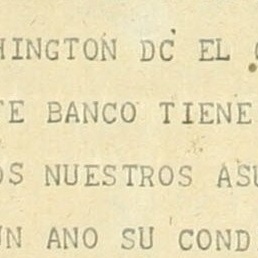 HINGTON DC EL
TE BANCO TIENE
OS NUESTROS ASU
UN ANO SU COND